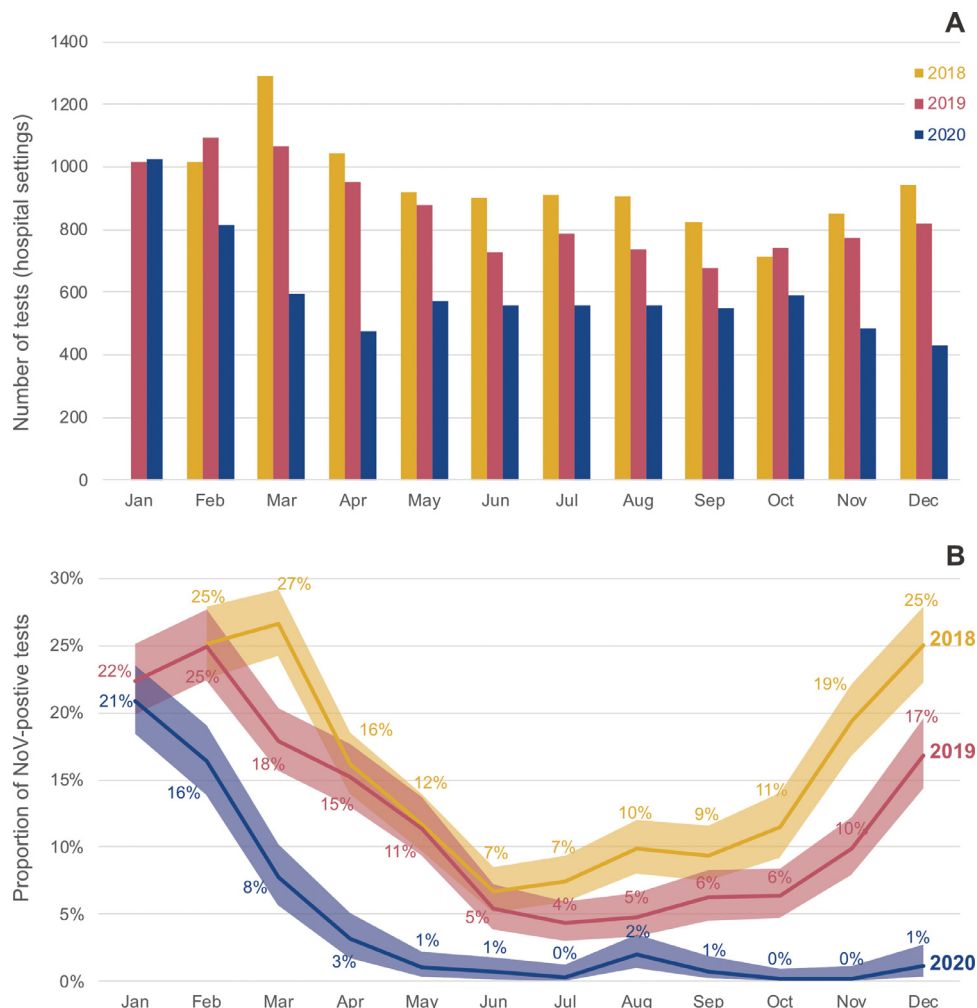 A
1400
1200
1000
800
600
400
200
0
Number of tests (hospital settings)
2018
2019
2020
Jan Feb Mar Apr May Jun Jul Aug Sep Oct Nov Dec
B
30%
25%
20%
15%
10%
5%
0%
Proportion of NoV-postive tests
25% 27% 16% 12% 7% 7% 10% 9% 11% 19% 25%
2018
22% 25% 18% 15% 11% 5% 4% 5% 6% 6% 10% 17%
2019
21% 16% 8% 3% 1% 1% 0% 2% 1% 0% 0% 1%
2020
Jan Feb Mar Apr May Jun Jul Aug Sep Oct Nov Dec